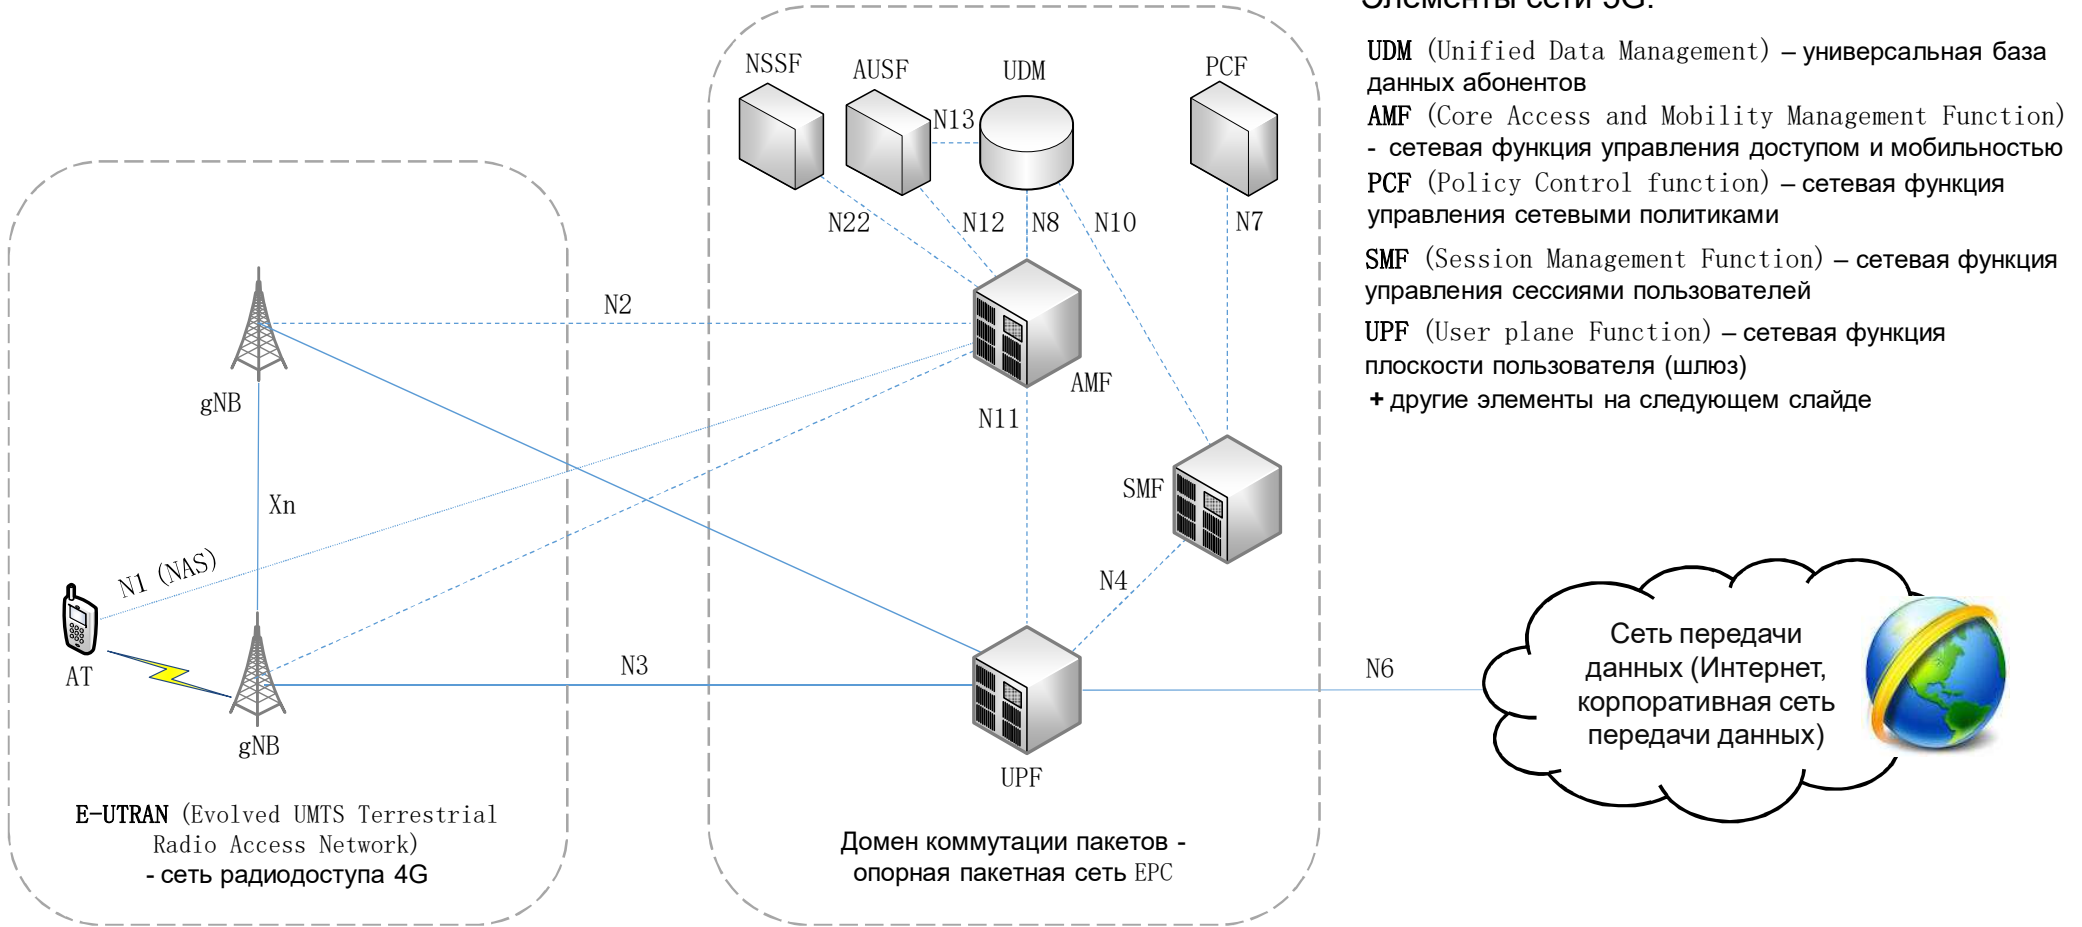 Элементы сети 5G:
UDM (Unified Data Management) – универсальная база
данных абонентов
AMF (Core Access and Mobility Management Function)
- сетевая функция управления доступом и мобильностью
PCF (Policy Control function) – сетевая функция
управления сетевыми политиками
SMF (Session Management Function) – сетевая функция
управления сессиями пользователей
UPF (User plane Function) – сетевая функция
плоскости пользователя (шлюз)
+ другие элементы на следующем слайде
NSSF
AUSF
UDM
PCF
N13
N22
N12
N8
N10
N7
N2
AMF
gNB
N11
Xn
SMF
N1 (NAS)
N4
AT
N3
N6
gNB
UPF
Сеть передачи
данных (Интернет,
корпоративная сеть
передачи данных)
E-UTRAN (Evolved UMTS Terrestrial
Radio Access Network)
- сеть радиодоступа 4G
Домен коммутации пакетов -
опорная пакетная сеть EPC